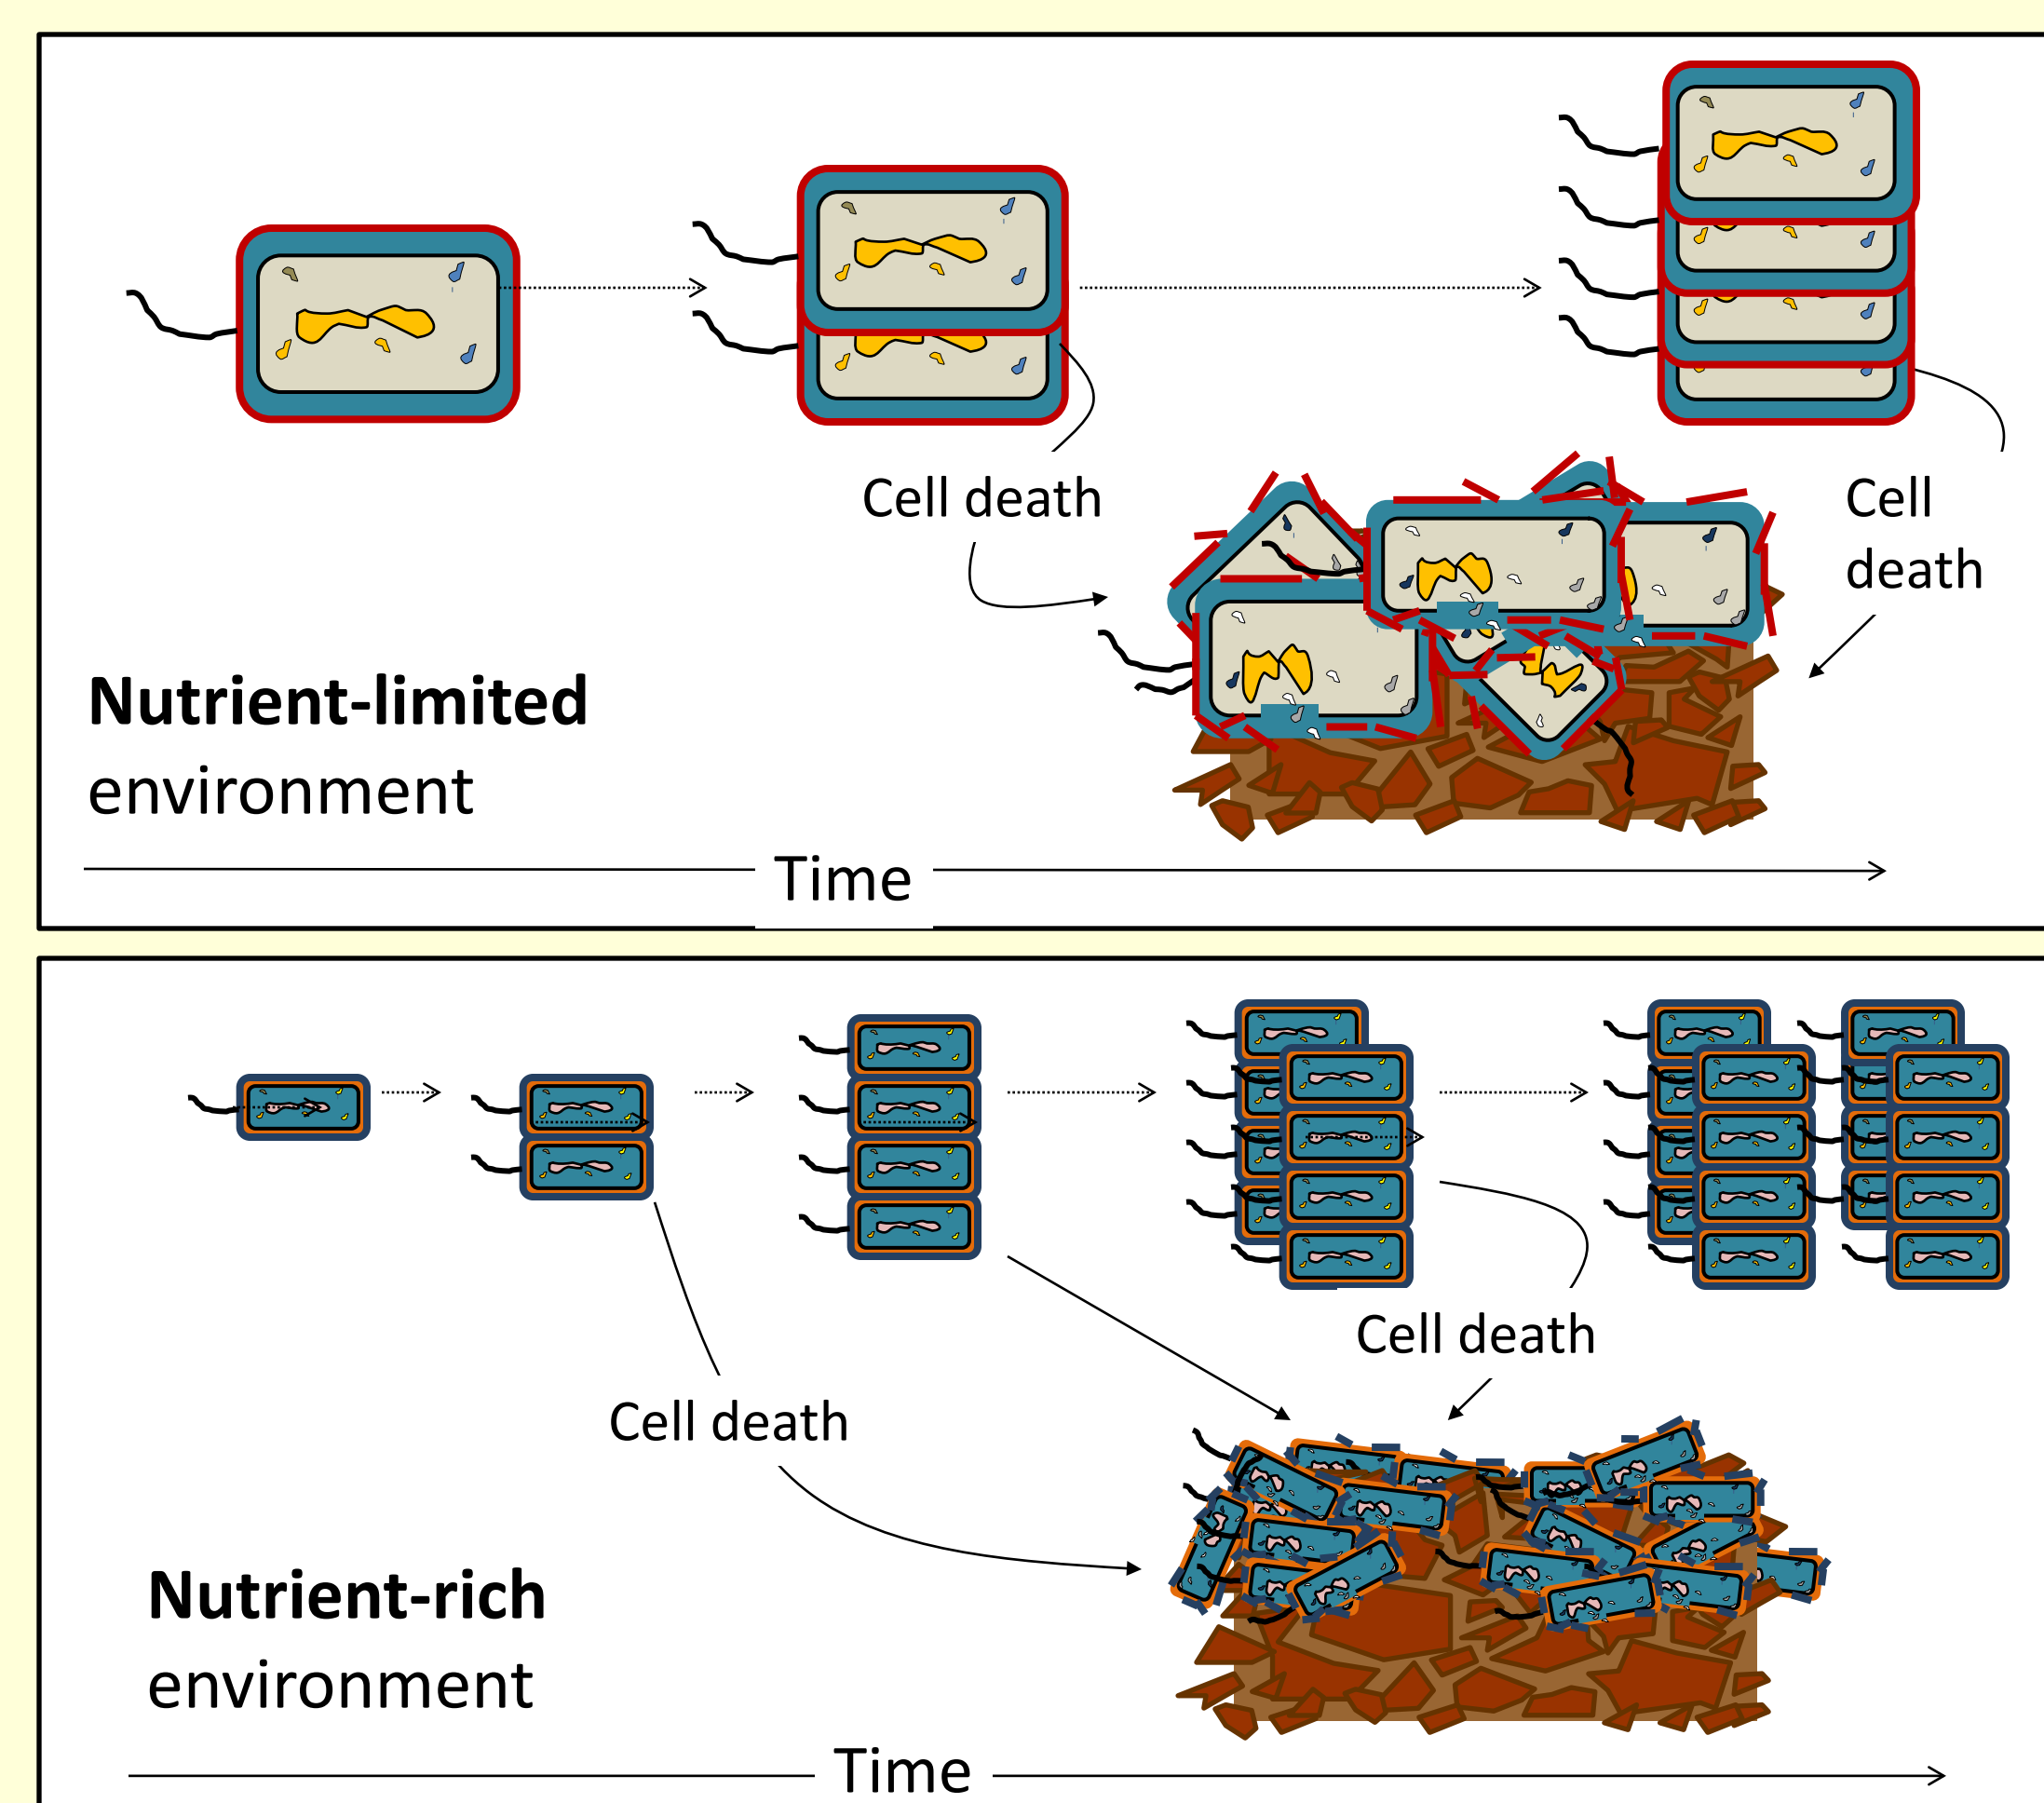 Cell death
Cell
death
Nutrient-limited
environment
Time
Cell death
Cell death
Nutrient-rich
environment
Time